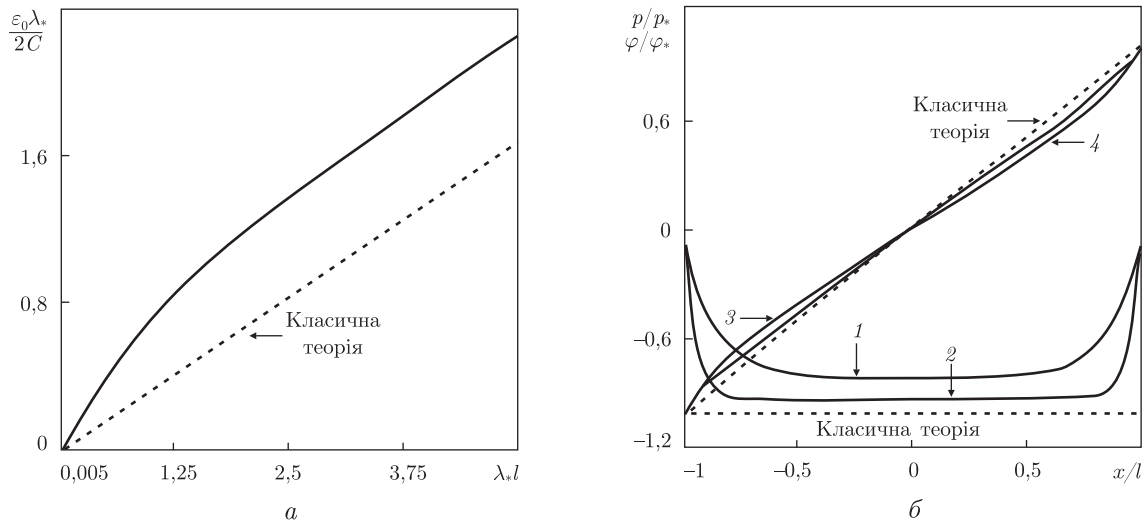 ε₀λ*
2C
1,6
0,8
0
Класична
теорія
0,005 1,25 2,5 3,75 λ*l
а
p/p*
φ/φ*
0,6
0
−0,6
−1,2
Класична
теорія
4
3
1
2
Класична теорія
−1 −0,5 0 0,5 x/l
б